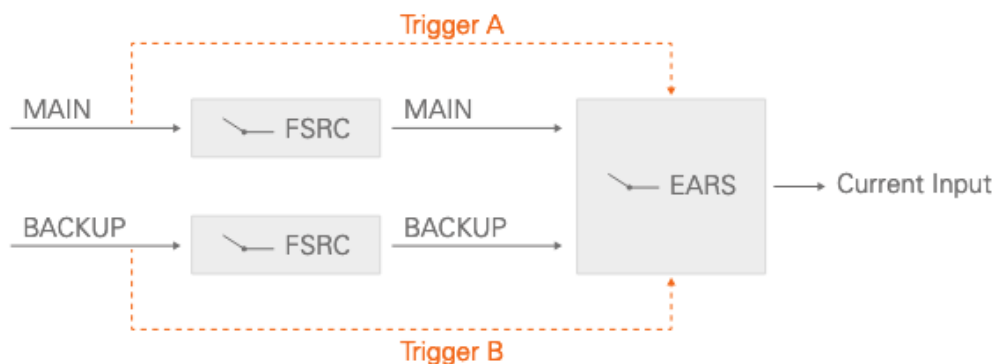 Trigger A
MAIN
FSRC
MAIN
EARS
Current Input
BACKUP
FSRC
BACKUP
Trigger B